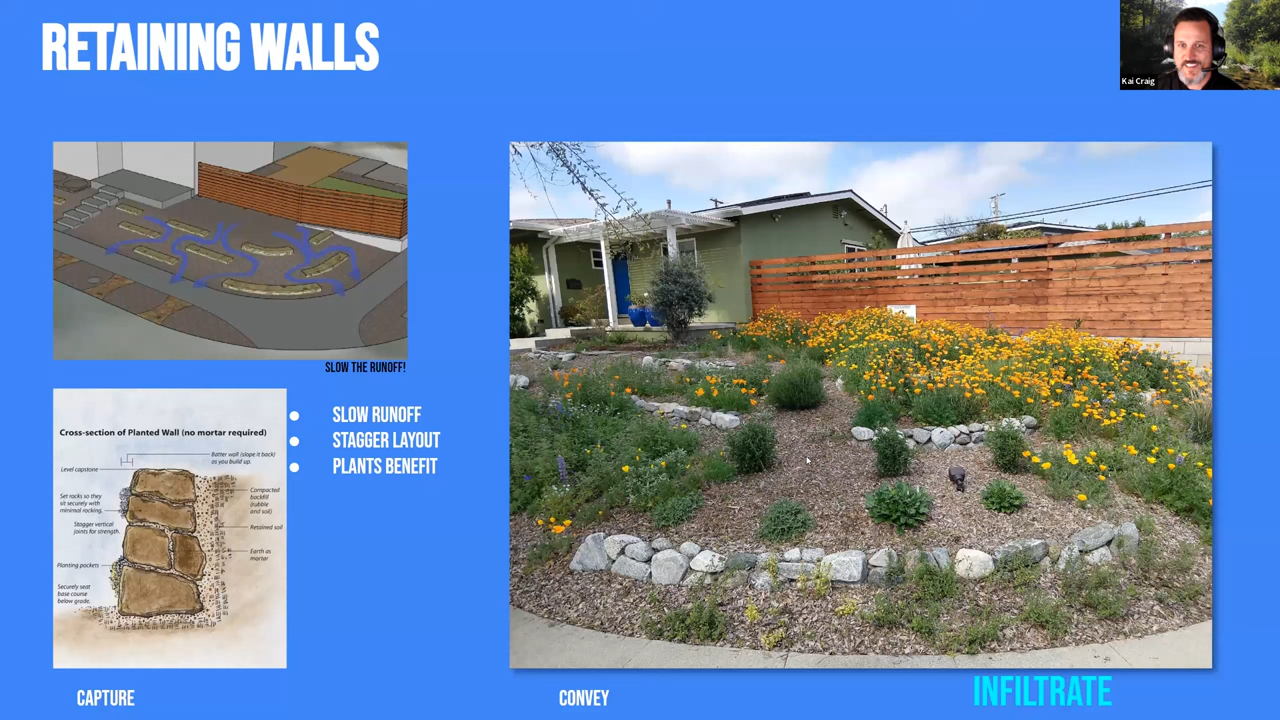 RETAINING WALLS
Kai Craig
SLOW THE RUNOFF!
Cross-section of Planted Wall (no mortar required)
Batter wall (slope it back)
as you build up.
Level capstone
Set rocks so they
sit securely with
minimal rocking.
Compacted
backfill
(rubble
and soil)
Stagger vertical
joints for strength.
Retained soil
Earth as
mortar
Planting pockets
Securely seat
base course
below grade.
● SLOW RUNOFF
● STAGGER LAYOUT
● PLANTS BENEFIT
CAPTURE
CONVEY
INFILTRATE